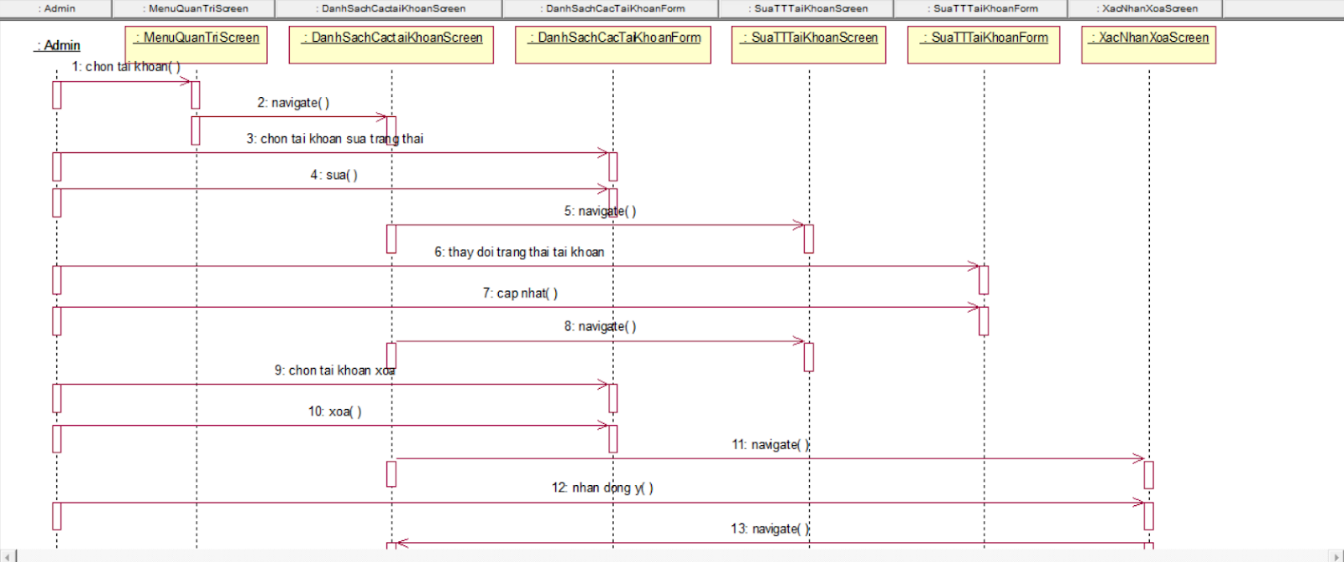 : Admin
: MenuQuanTriScreen
: DanhSachCactaiKhoanScreen
: DanhSachCacTaiKhoanForm
: SuaTTTaiKhoanScreen
: SuaTTTaiKhoanForm
: XacNhanXoaScreen
: Admin
: MenuQuanTriScreen
: DanhSachCactaiKhoanScreen
: DanhSachCacTaiKhoanForm
: SuaTTTaiKhoanScreen
: SuaTTTaiKhoanForm
: XacNhanXoaScreen
1: chon tai khoan( )
2: navigate( )
3: chon tai khoan sua trang thai
4: sua( )
5: navigate( )
6: thay doi trang thai tai khoan
7: cap nhat( )
8: navigate( )
9: chon tai khoan xoa
10: xoa( )
11: navigate( )
12: nhan dong y( )
13: navigate( )